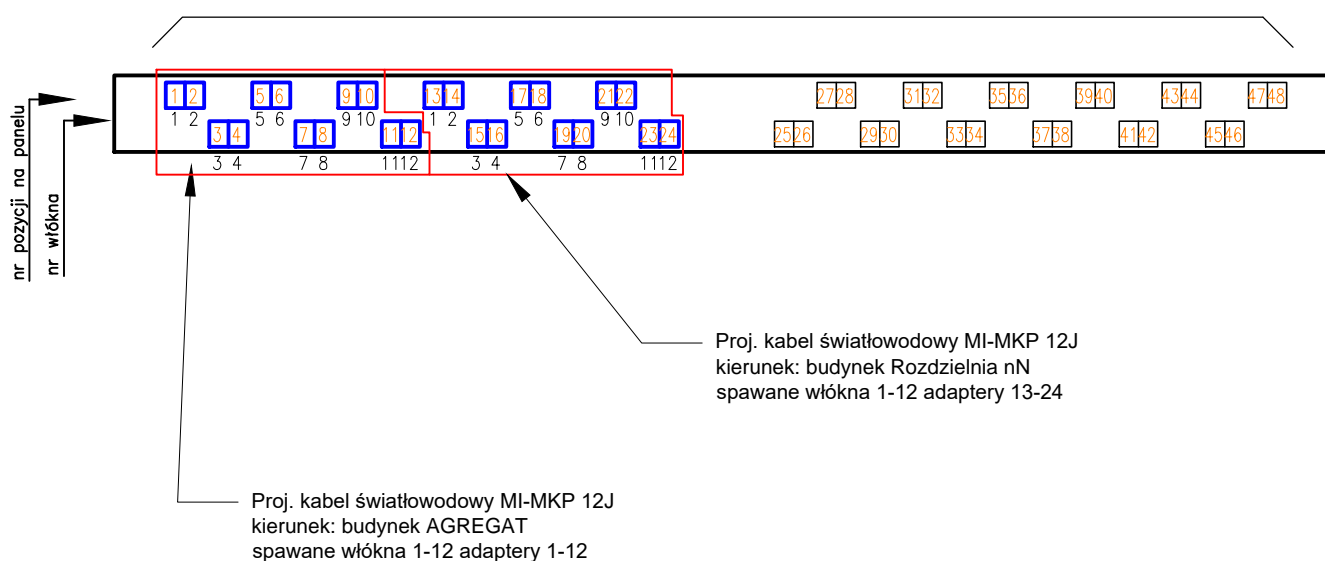 1 2 5 6 9 10 13 14 17 18 21 22 27 28 31 32 35 36 39 40 43 44 47 48
1 2 5 6 9 10 1 2 5 6 9 10
3 4 7 8 11 12 15 16 19 20 23 24 25 26 29 30 33 34 37 38 41 42 45 46
3 4 7 8 11 12 3 4 7 8 11 12
nr pozycji na panelu
nr włókna
Proj. kabel światłowodowy MI-MKP 12J
kierunek: budynek Rozdzielnia nN
spawane włókna 1-12 adaptery 13-24
Proj. kabel światłowodowy MI-MKP 12J
kierunek: budynek AGREGAT
spawane włókna 1-12 adaptery 1-12